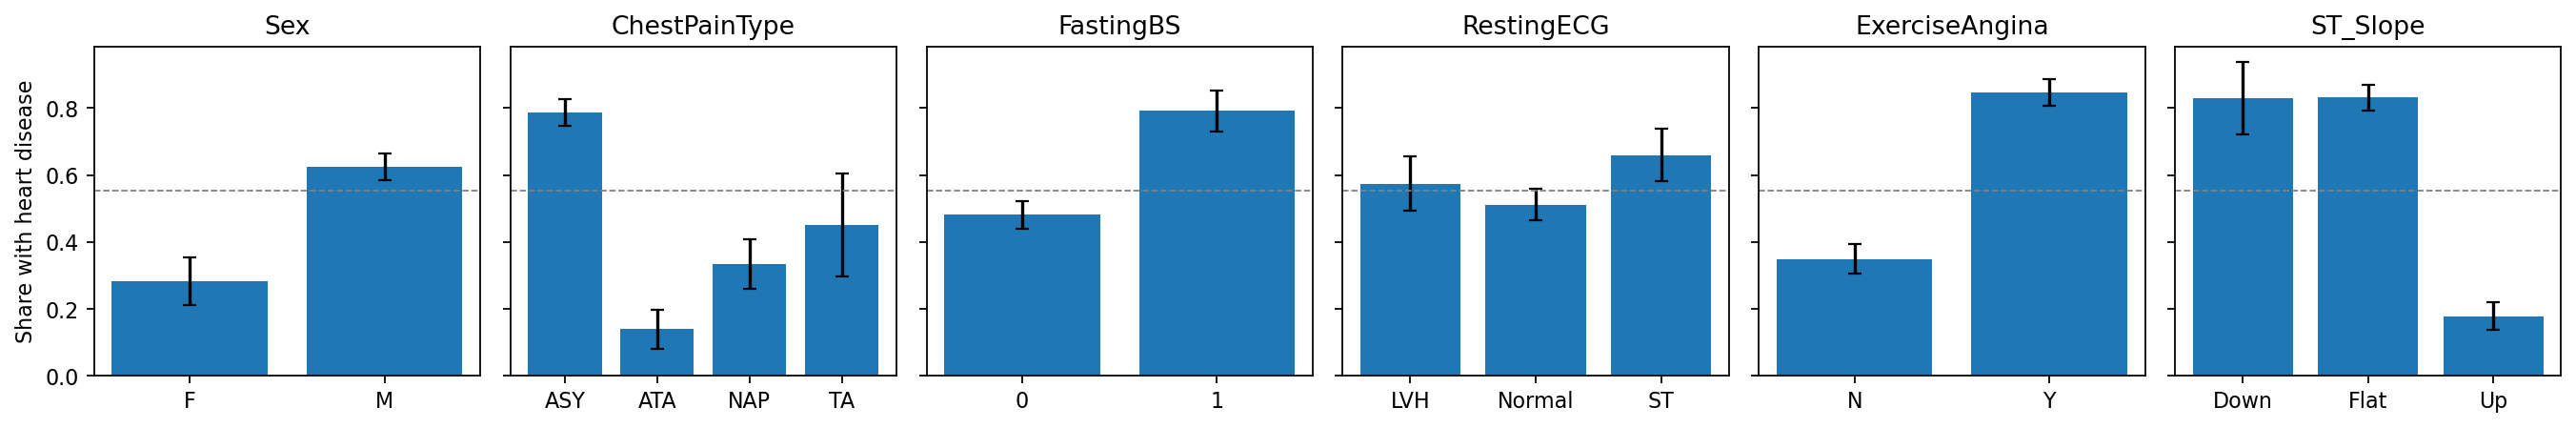 Sex
ChestPainType
FastingBS
RestingECG
ExerciseAngina
ST_Slope
Share with heart disease
0.8
0.6
0.4
0.2
0.0
F M
ASY ATA NAP TA
0 1
LVH Normal ST
N Y
Down Flat Up